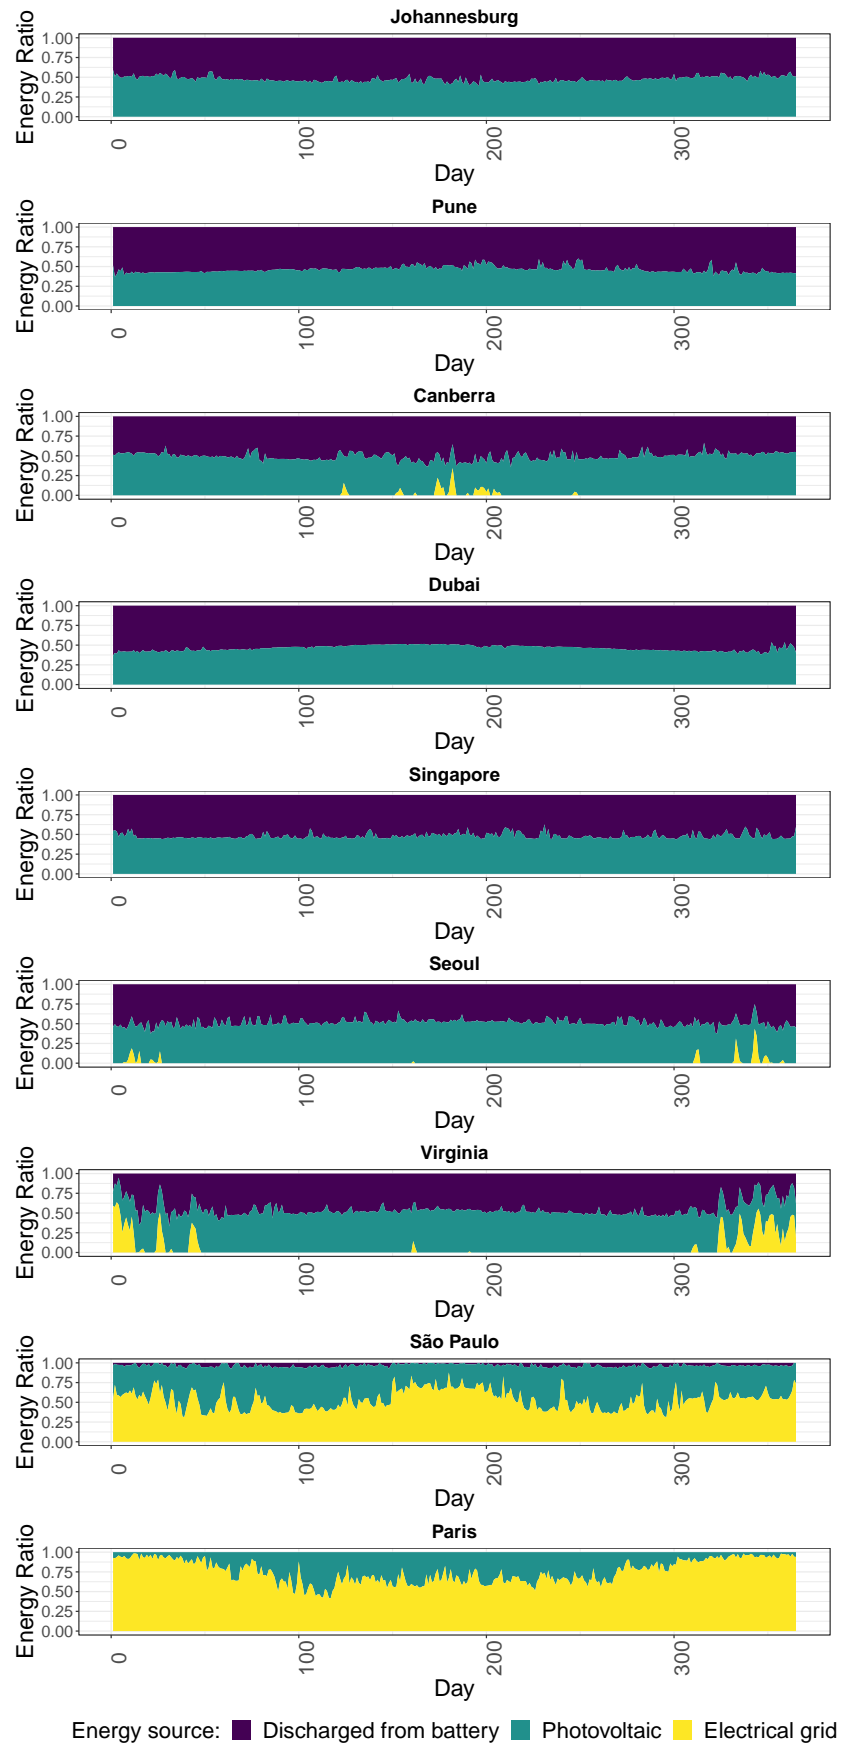 Johannesburg
Energy Ratio
1.00
0.75
0.50
0.25
0.00
0
100
200
300
Day
Pune
Energy Ratio
1.00
0.75
0.50
0.25
0.00
0
100
200
300
Day
Canberra
Energy Ratio
1.00
0.75
0.50
0.25
0.00
0
100
200
300
Day
Dubai
Energy Ratio
1.00
0.75
0.50
0.25
0.00
0
100
200
300
Day
Singapore
Energy Ratio
1.00
0.75
0.50
0.25
0.00
0
100
200
300
Day
Seoul
Energy Ratio
1.00
0.75
0.50
0.25
0.00
0
100
200
300
Day
Virginia
Energy Ratio
1.00
0.75
0.50
0.25
0.00
0
100
200
300
Day
São Paulo
Energy Ratio
1.00
0.75
0.50
0.25
0.00
0
100
200
300
Day
Paris
Energy Ratio
1.00
0.75
0.50
0.25
0.00
0
100
200
300
Day
Energy source: Discharged from battery Photovoltaic Electrical grid